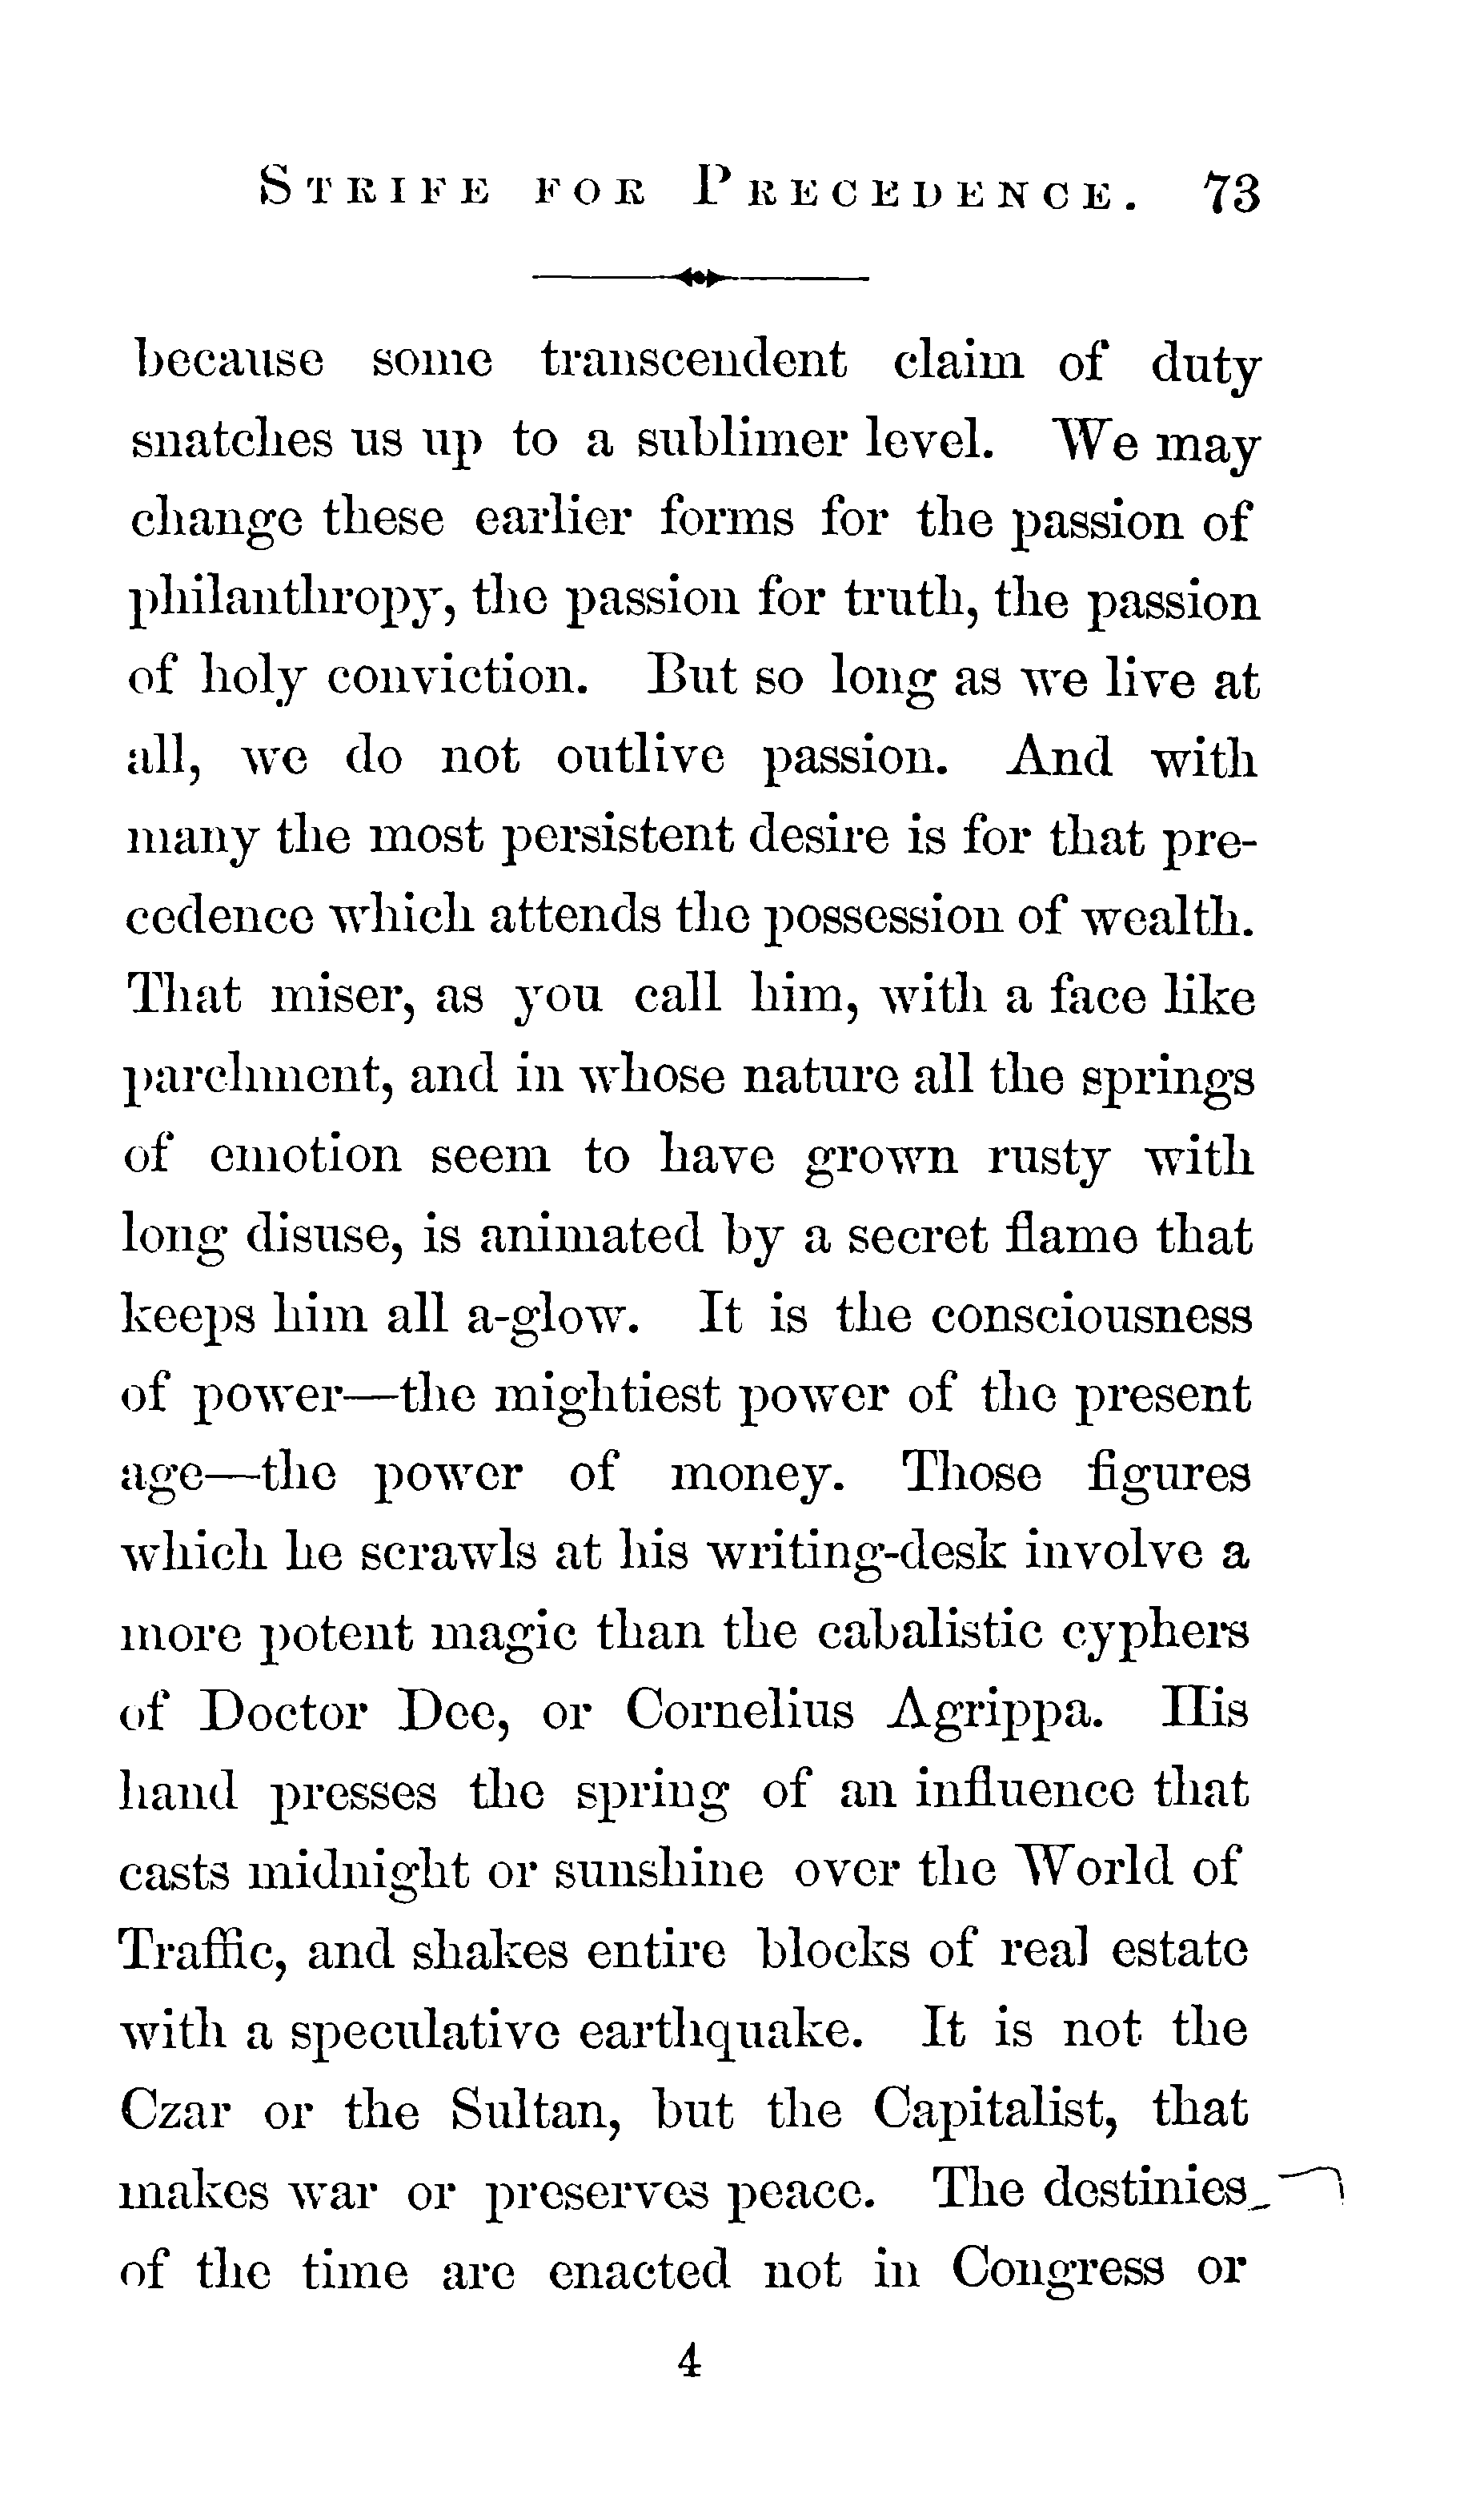 STRIFE FOR PRECEDENCE. 73
because some transcendent claim of duty
snatches us up to a sublimer level. We may
change these earlier forms for the passion of
philanthropy, the passion for truth, the passion
of holy conviction. But so long as we live at
all, we do not outlive passion. And with
many the most persistent desire is for that pre-
cedence which attends the possession of wealth.
That miser, as you call him, with a face like
parchment, and in whose nature all the springs
of emotion seem to have grown rusty with
long disuse, is animated by a secret flame that
keeps him all a-glow. It is the consciousness
of power—the mightiest power of the present
age—the power of money. Those figures
which he scrawls at his writing-desk involve a
more potent magic than the cabalistic cyphers
of Doctor Dee, or Cornelius Agrippa. His
hand presses the spring of an influence that
casts midnight or sunshine over the World of
Traffic, and shakes entire blocks of real estate
with a speculative earthquake. It is not the
Czar or the Sultan, but the Capitalist, that
makes war or preserves peace. The destinies
of the time are enacted not in Congress or
4